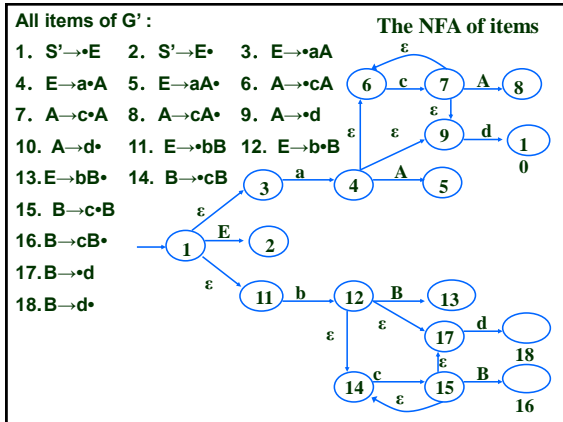 All items of G’ :
The NFA of items
1. S’→•E 2. S’→E• 3. E→•aA
4. E→a•A 5. E→aA• 6. A→•cA
7. A→c•A 8. A→cA• 9. A→•d
10. A→d• 11. E→•bB 12. E→b•B
13.E→bB• 14. B→•cB
15. B→c•B
16.B→cB•
17.B→•d
18.B→d•
ε
6 c 7 A 8
ε
ε ε 9 d 1
0
3 a 4 A 5
ε
1 E 2
ε
11 b 12 B 13
ε ε 17 d
18
ε
14 c 15 B
ε 16